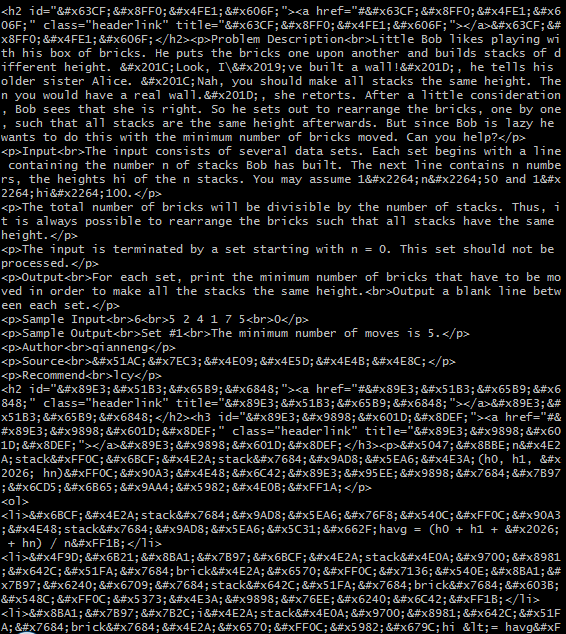 <h2 id="&#x63CF;&#x8FF0;&#x4FE1;&#x606F;"><a href="#&#x63CF;&#x8FF0;&#x4FE1;&#x6
06F;" class="headerlink" title="&#x63CF;&#x8FF0;&#x4FE1;&#x606F;"></a>&#x63CF;&
#x8FF0;&#x4FE1;&#x606F;</h2><p>Problem Description<br>Little Bob likes playing wi
th his box of bricks. He puts the bricks one upon another and builds stacks of d
ifferent height. &#x201C;Look, I\&#x2019;ve built a wall!&#x201D;, he tells his
older sister Alice. &#x201C;Nah, you should make all stacks the same height. The
n you would have a real wall.&#x201D;, she retorts. After a little consideration
, Bob sees that she is right. So he sets out to rearrange the bricks, one by one
, such that all stacks are the same height afterwards. But since Bob is lazy he
wants to do this with the minimum number of bricks moved. Can you help?</p>
<p>Input<br>The input consists of several data sets. Each set begins with a line
 containing the number n of stacks Bob has built. The next line contains n numbe
rs, the heights hi of the n stacks. You may assume 1&#x2264;n&#x2264;50 and 1&#x
2264;hi&#x2264;100.</p>
<p>The total number of bricks will be divisible by the number of stacks. Thus, i
t is always possible to rearrange the bricks such that all stacks have the same
height.</p>
<p>The input is terminated by a set starting with n = 0. This set should not be
processed.</p>
<p>Output<br>For each set, print the minimum number of bricks that have to be mo
ved in order to make all the stacks the same height.<br>Output a blank line betw
een each set.</p>
<p>Sample Input<br>6<br>5 2 4 1 7 5<br>0</p>
<p>Sample Output<br>Set #1<br>The minimum number of moves is 5.</p>
<p>Author<br>qianneng</p>
<p>Source<br>&#x51AC;&#x7EC3;&#x4E09;&#x4E5D;&#x4E4B;&#x4E8C;</p>
<p>Recommend<br>lcy</p>
<h2 id="&#x89E3;&#x51B3;&#x65B9;&#x6848;"><a href="#&#x89E3;&#x51B3;&#x65B9;&#x6
848;" class="headerlink" title="&#x89E3;&#x51B3;&#x65B9;&#x6848;"></a>&#x89E3;&#
x51B3;&#x65B9;&#x6848;</h2><h3 id="&#x89E3;&#x9898;&#x601D;&#x8DEF;"><a href="#&
#x89E3;&#x9898;&#x601D;&#x8DEF;" class="headerlink" title="&#x89E3;&#x9898;&#x60
1D;&#x8DEF;"></a>&#x89E3;&#x9898;&#x601D;&#x8DEF;</h3><p>&#x5047;&#x8BBE;n&#x4E2
A;stack&#xFF0C;&#x6BCF;&#x4E2A;stack&#x7684;&#x9AD8;&#x5EA6;&#x4E3A;(h0, h1, &#
x2026; hn)&#xFF0C;&#x90A3;&#x4E48;&#x6C42;&#x89E3;&#x95EE;&#x9898;&#x7684;&#x7B97
;&#x6CD5;&#x6B65;&#x9AA4;&#x5982;&#x4E0B;&#xFF1A;</p>
<ol>
<li>&#x6BCF;&#x4E2A;stack&#x7684;&#x9AD8;&#x5EA6;&#x76F8;&#x540C;&#xFF0C;&#x90A3
;&#x4E48;stack&#x7684;&#x9AD8;&#x5EA6;&#x5C31;&#x662F;havg = (h0 + h1 + &#x2026;
 + hn) / n&#xFF1B;</li>
<li>&#x4F9D;&#x6B21;&#x8BA1;&#x7B97;&#x6BCF;&#x4E2A;stack&#x4E0A;&#x9700;&#x8981
;&#x642C;&#x51FA;&#x7684;brick&#x4E2A;&#x6570;&#xFF0C;&#x7136;&#x540E;&#x8BA1;&#
x7B97;&#x6240;&#x6709;&#x7684;stack&#x642C;&#x51FA;&#x7684;brick&#x7684;&#x603B;
&#x548C;&#xFF0C;&#x5373;&#x4E3A;&#x9898;&#x76EE;&#x6240;&#x6C42;&#xFF1B;</li>
<li>&#x8BA1;&#x7B97;&#x7B2C;i&#x4E2A;stack&#x4E0A;&#x9700;&#x8981;&#x642C;&#x51F
A;&#x7684;brick&#x7684;&#x4E2A;&#x6570;&#xFF0C;&#x5982;&#x679C;hi &lt;= havg&#xF